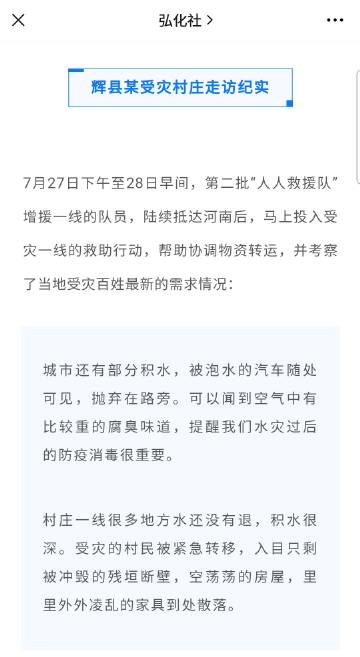 弘化社
辉县某受灾村庄走访纪实
7月27日下午至28日早间，第二批“人人救援队”
增援一线的队员，陆续抵达河南后，马上投入受
灾一线的救助行动，帮助协调物资转运，并考察
了当地受灾百姓最新的需求情况：
城市还有部分积水，被泡水的汽车随处
可见，抛弃在路旁。可以闻到空气中有
比较重的腐臭味道，提醒我们水灾过后
的防疫消毒很重要。
村庄一线很多地方水还没有退，积水很
深。受灾的村民被紧急转移，入目只剩
被冲毁的残垣断壁，空荡荡的房屋，里
里外外凌乱的家具到处散落。